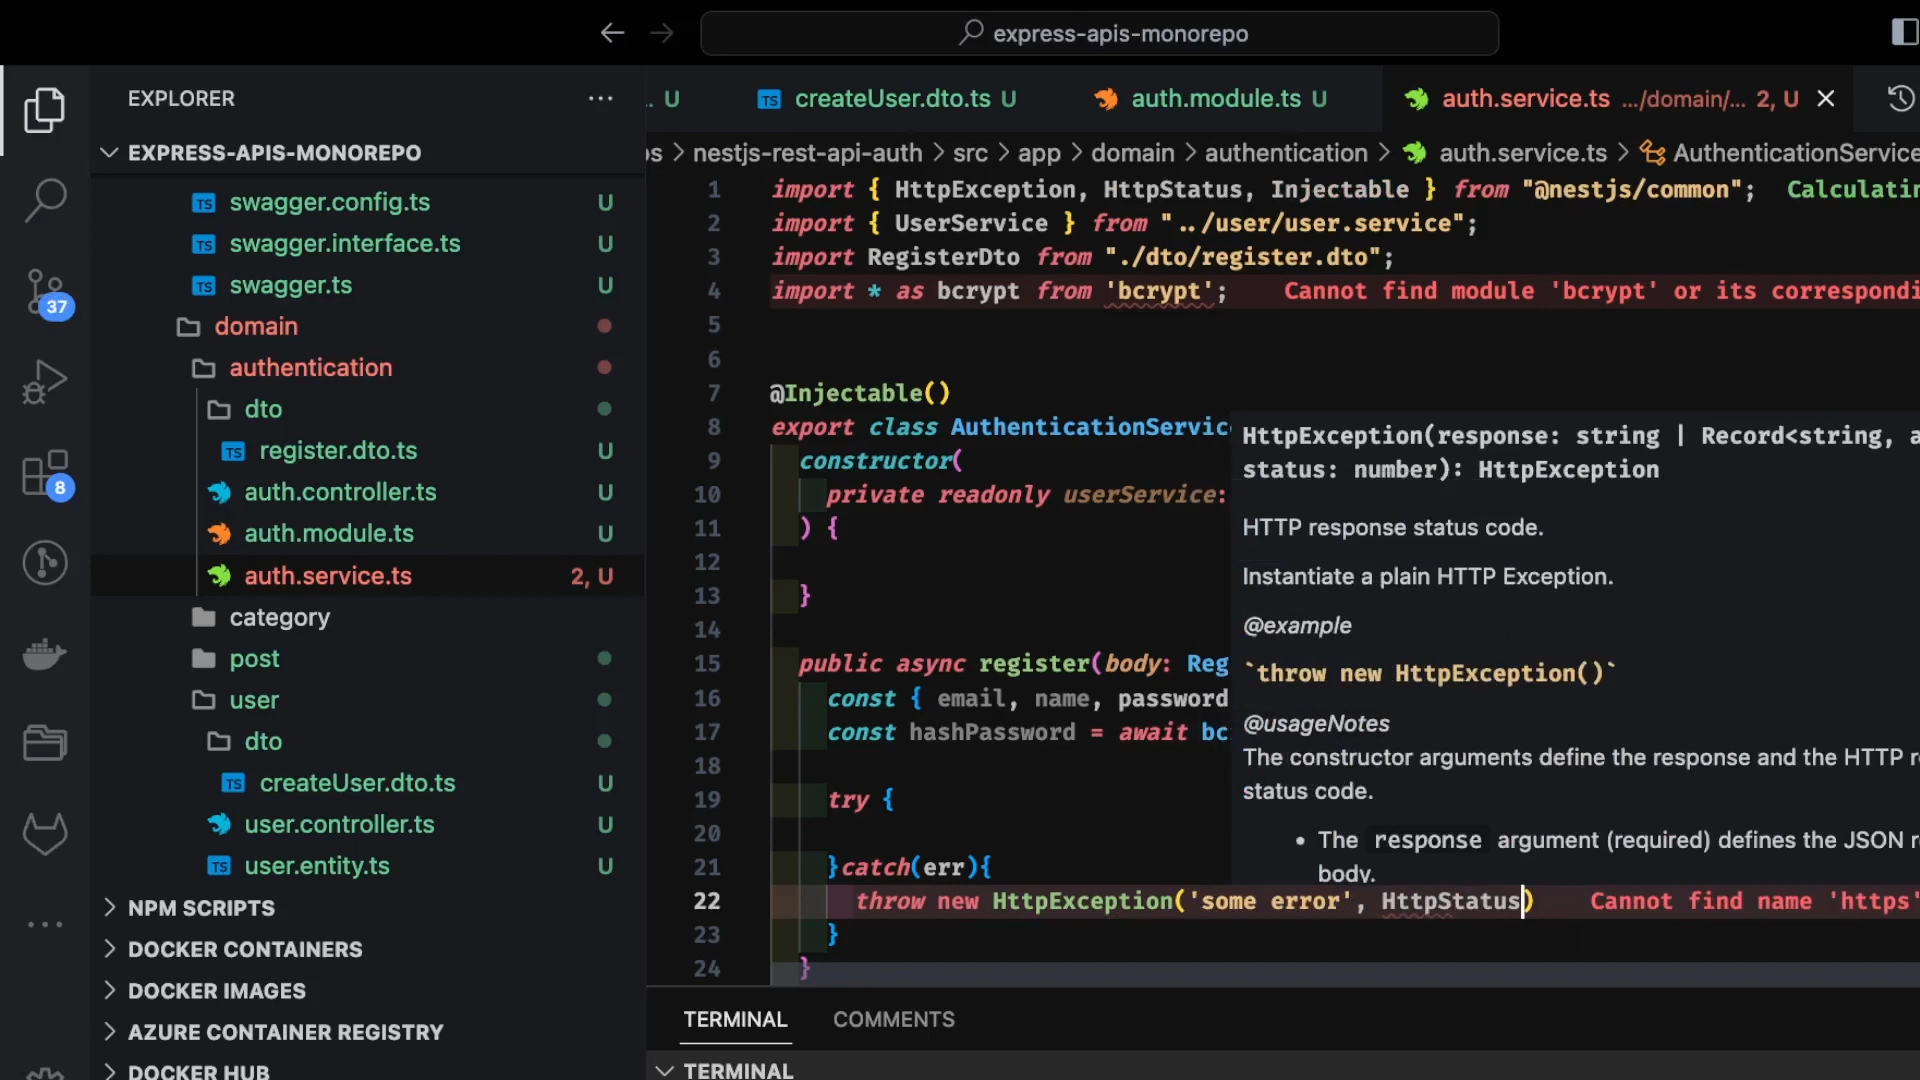 express-apis-monorepo
EXPLORER
EXPRESS-APIS-MONOREPO
swagger.config.ts U
swagger.interface.ts U
swagger.ts U
domain
authentication
dto
register.dto.ts U
auth.controller.ts U
auth.module.ts U
auth.service.ts 2, U
category
post
user
dto
createUser.dto.ts U
user.controller.ts U
user.entity.ts U
NPM SCRIPTS
DOCKER CONTAINERS
DOCKER IMAGES
AZURE CONTAINER REGISTRY
DOCKER HUB
37
8
U createUser.dto.ts U auth.module.ts U auth.service.ts .../domain/... 2, U
nestjs-rest-api-auth > src > app > domain > authentication > auth.service.ts > AuthenticationService
1 import { HttpException, HttpStatus, Injectable } from "@nestjs/common";
2 import { UserService } from "../user/user.service";
3 import RegisterDto from "./dto/register.dto";
4 import * as bcrypt from 'bcrypt'; Cannot find module 'bcrypt' or its
5
6
7 @Injectable()
8 export class AuthenticationServic
9 constructor(
10 private readonly userService:
11 ) {
12
13 }
14
15 public async register(body: Reg
16 const { email, name, password
17 const hashPassword = await bc
18
19 try {
20
21 }catch(err){
22 throw new HttpException('some error', HttpStatus) Cannot find name 'https'
23 }
24 }
HttpException(response: string | Record<string, a
status: number): HttpException
HTTP response status code.
Instantiate a plain HTTP Exception.
@example
`throw new HttpException()`
@usageNotes
The constructor arguments define the response and the HTTP r
status code.
• The response argument (required) defines the JSON r
body.
TERMINAL COMMENTS
TERMINAL